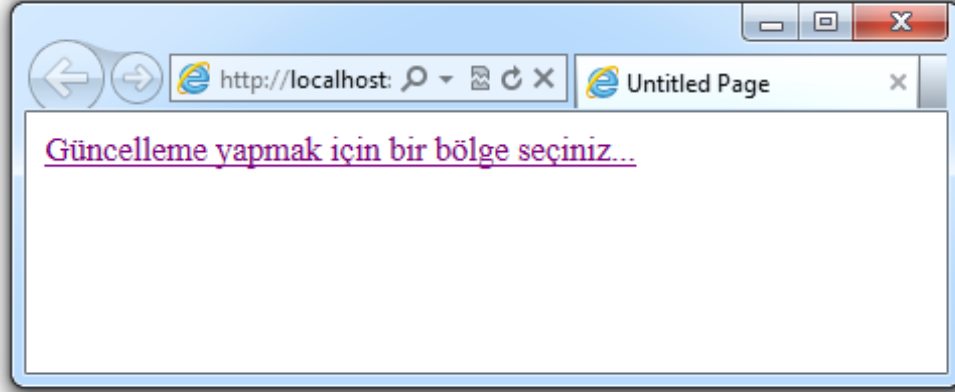 http://localhost:
Untitled Page
Güncelleme yapmak için bir bölge seçiniz...